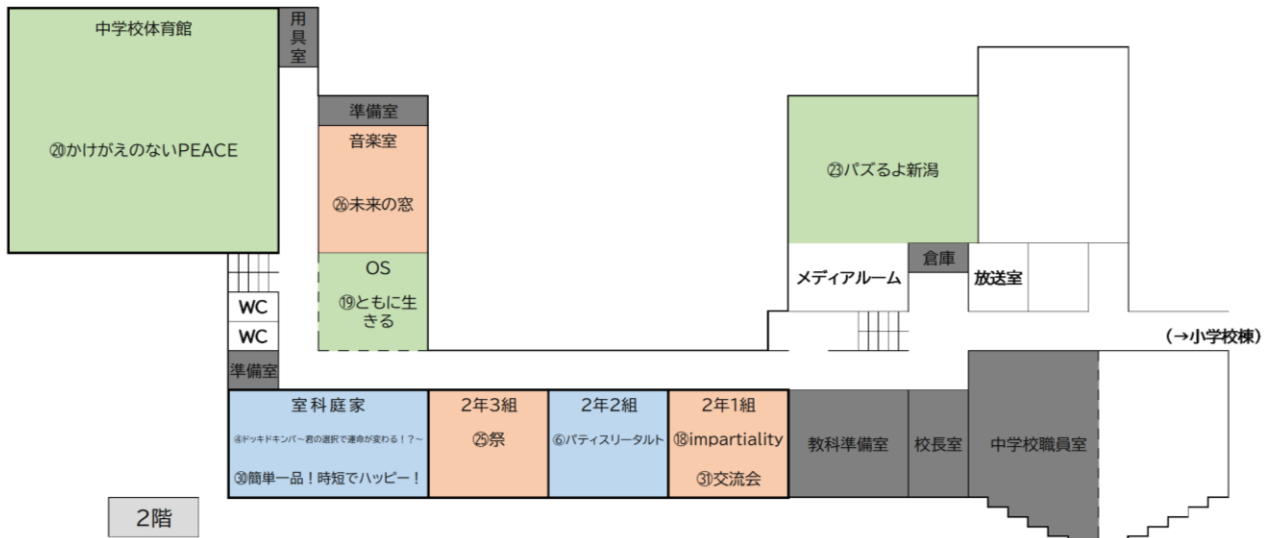 中学校体育館
⑳かけがえのないPEACE
用具室
準備室
音楽室
㉖未来の窓
OS
⑲ともに生
きる
WC
WC
準備室
㉓バズるよ新潟
メディアルーム
倉庫
放送室
(→小学校棟)
室科庭家
④ドッキドキンパ~君の選択で運命が変わる!?~
㉚簡単一品!時短でハッピー!
2年3組
㉕祭
2年2組
⑥パティスリータルト
2年1組
⑱impartiality
㉛交流会
教科準備室
校長室
中学校職員室
2階